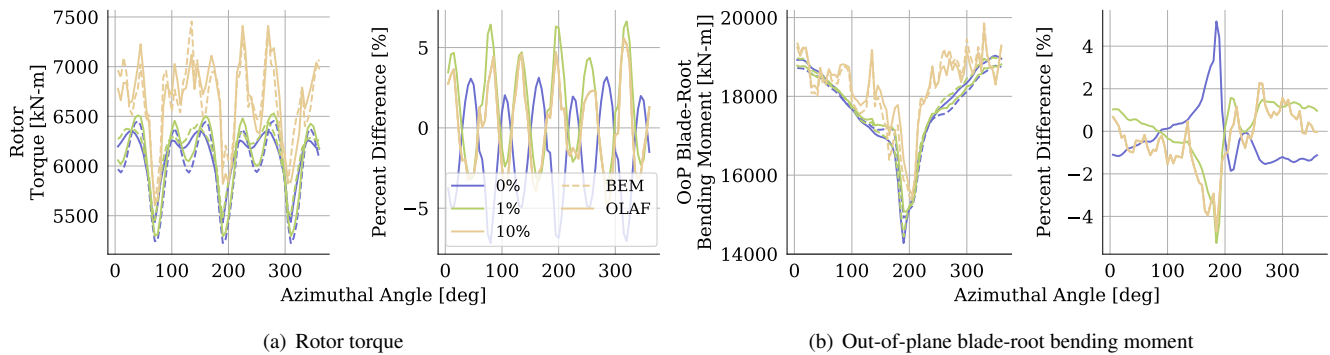 7500
7000
6500
6000
5500
Rotor
Torque [kN-m]
0 100 200 300
5
0
−5
Percent Difference [%]
0%
1%
10%
BEM
OLAF
0 100 200 300
Azimuthal Angle [deg]
(a) Rotor torque
20000
18000
16000
14000
OoP Blade-Root
Bending Moment [kN-m]]
0 100 200 300
4
2
0
−2
−4
Percent Difference [%]
0 100 200 300
Azimuthal Angle [deg]
(b) Out-of-plane blade-root bending moment